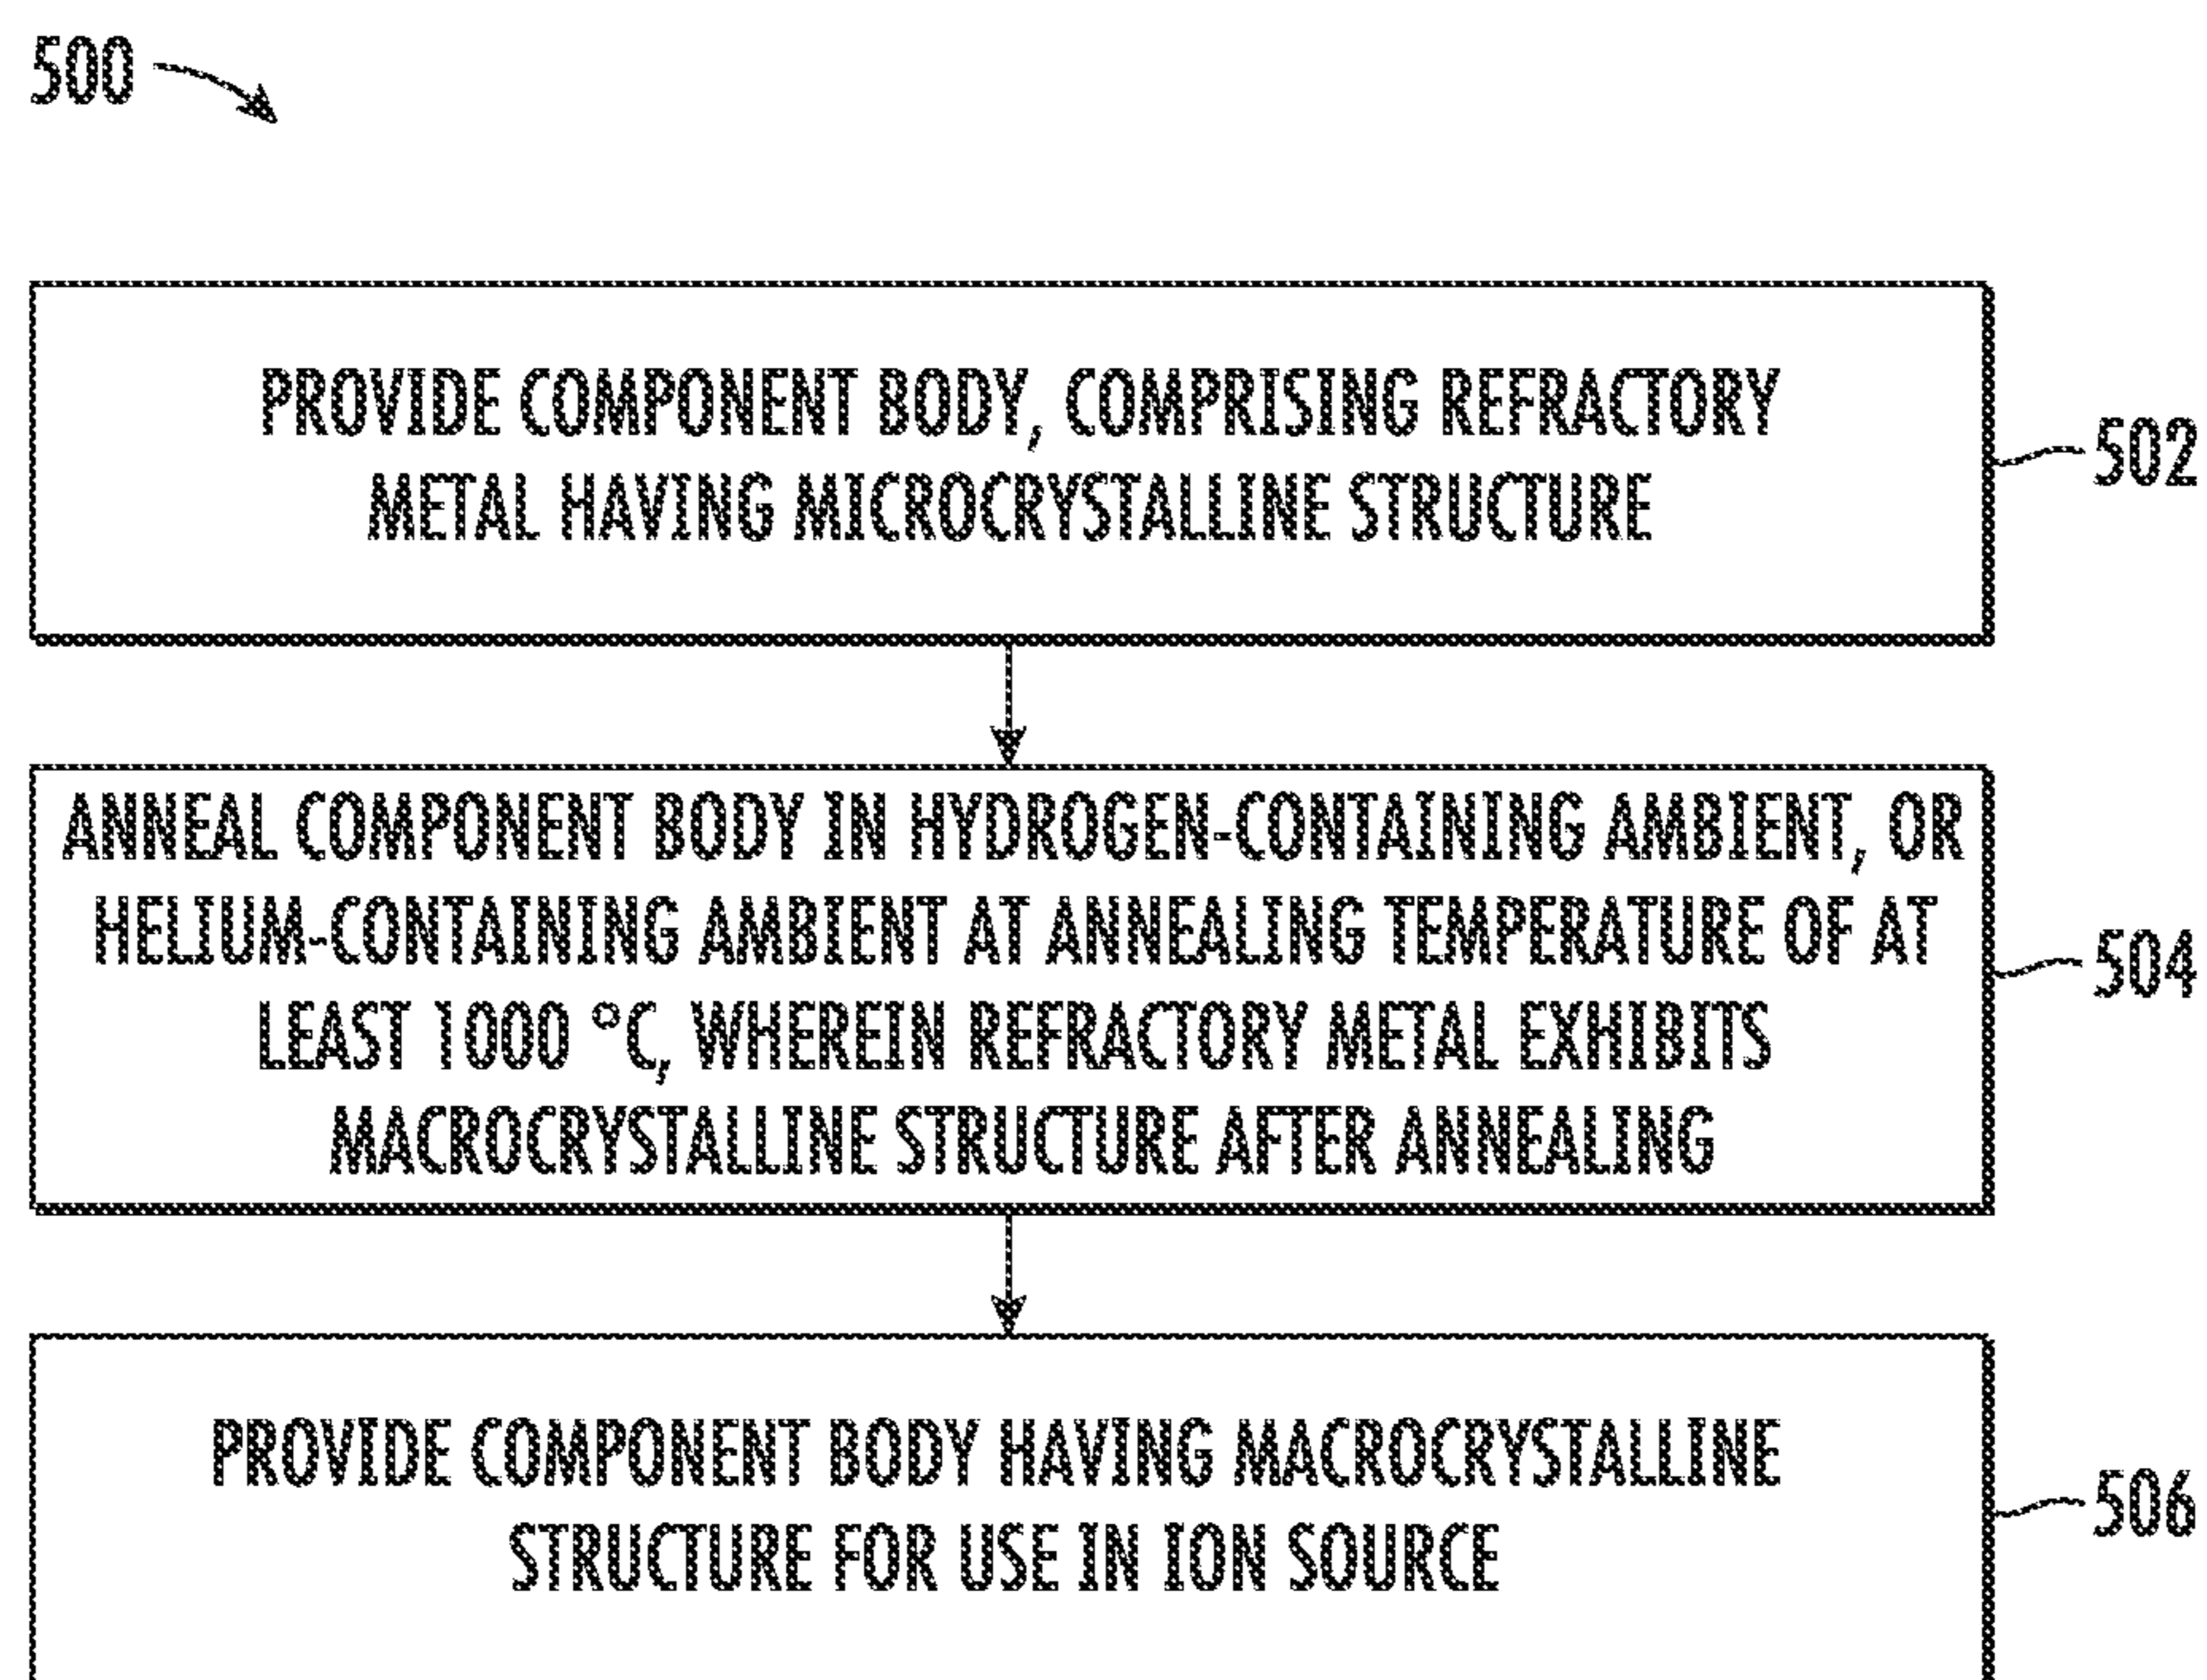 500
PROVIDE COMPONENT BODY, COMPRISING REFRACTORY
METAL HAVING MICROCRYSTALLINE STRUCTURE
502
ANNEAL COMPONENT BODY IN HYDROGEN-CONTAINING AMBIENT, OR
HELIUM-CONTAINING AMBIENT AT ANNEALING TEMPERATURE OF AT
LEAST 1000 °C, WHEREIN REFRACTORY METAL EXHIBITS
MACROCRYSTALLINE STRUCTURE AFTER ANNEALING
504
PROVIDE COMPONENT BODY HAVING MACROCRYSTALLINE
STRUCTURE FOR USE IN ION SOURCE
506